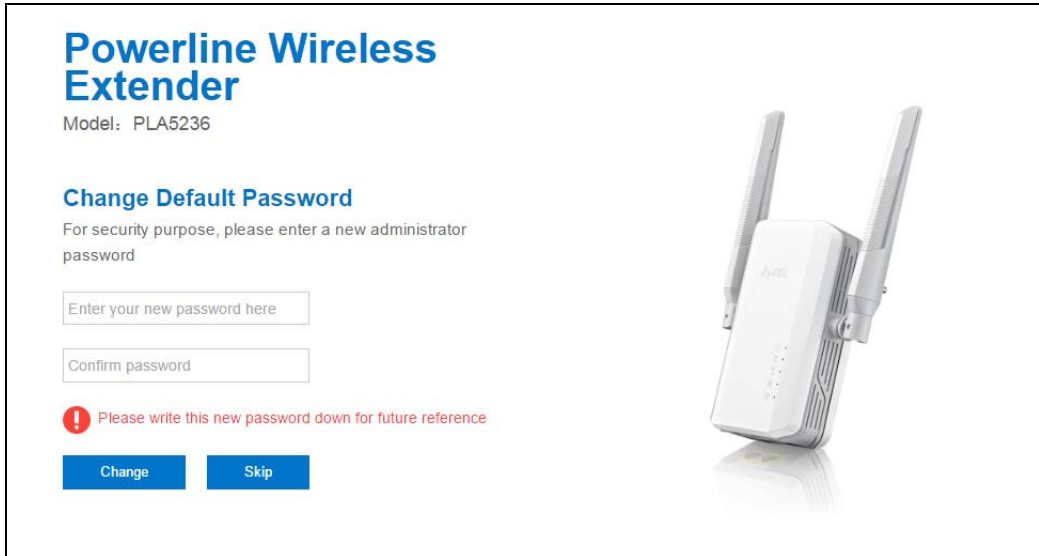 Powerline Wireless
Extender
Model: PLA5236
Change Default Password
For security purpose, please enter a new administrator
password
Enter your new password here
Confirm password
Please write this new password down for future reference
Change
Skip
ZyXEL